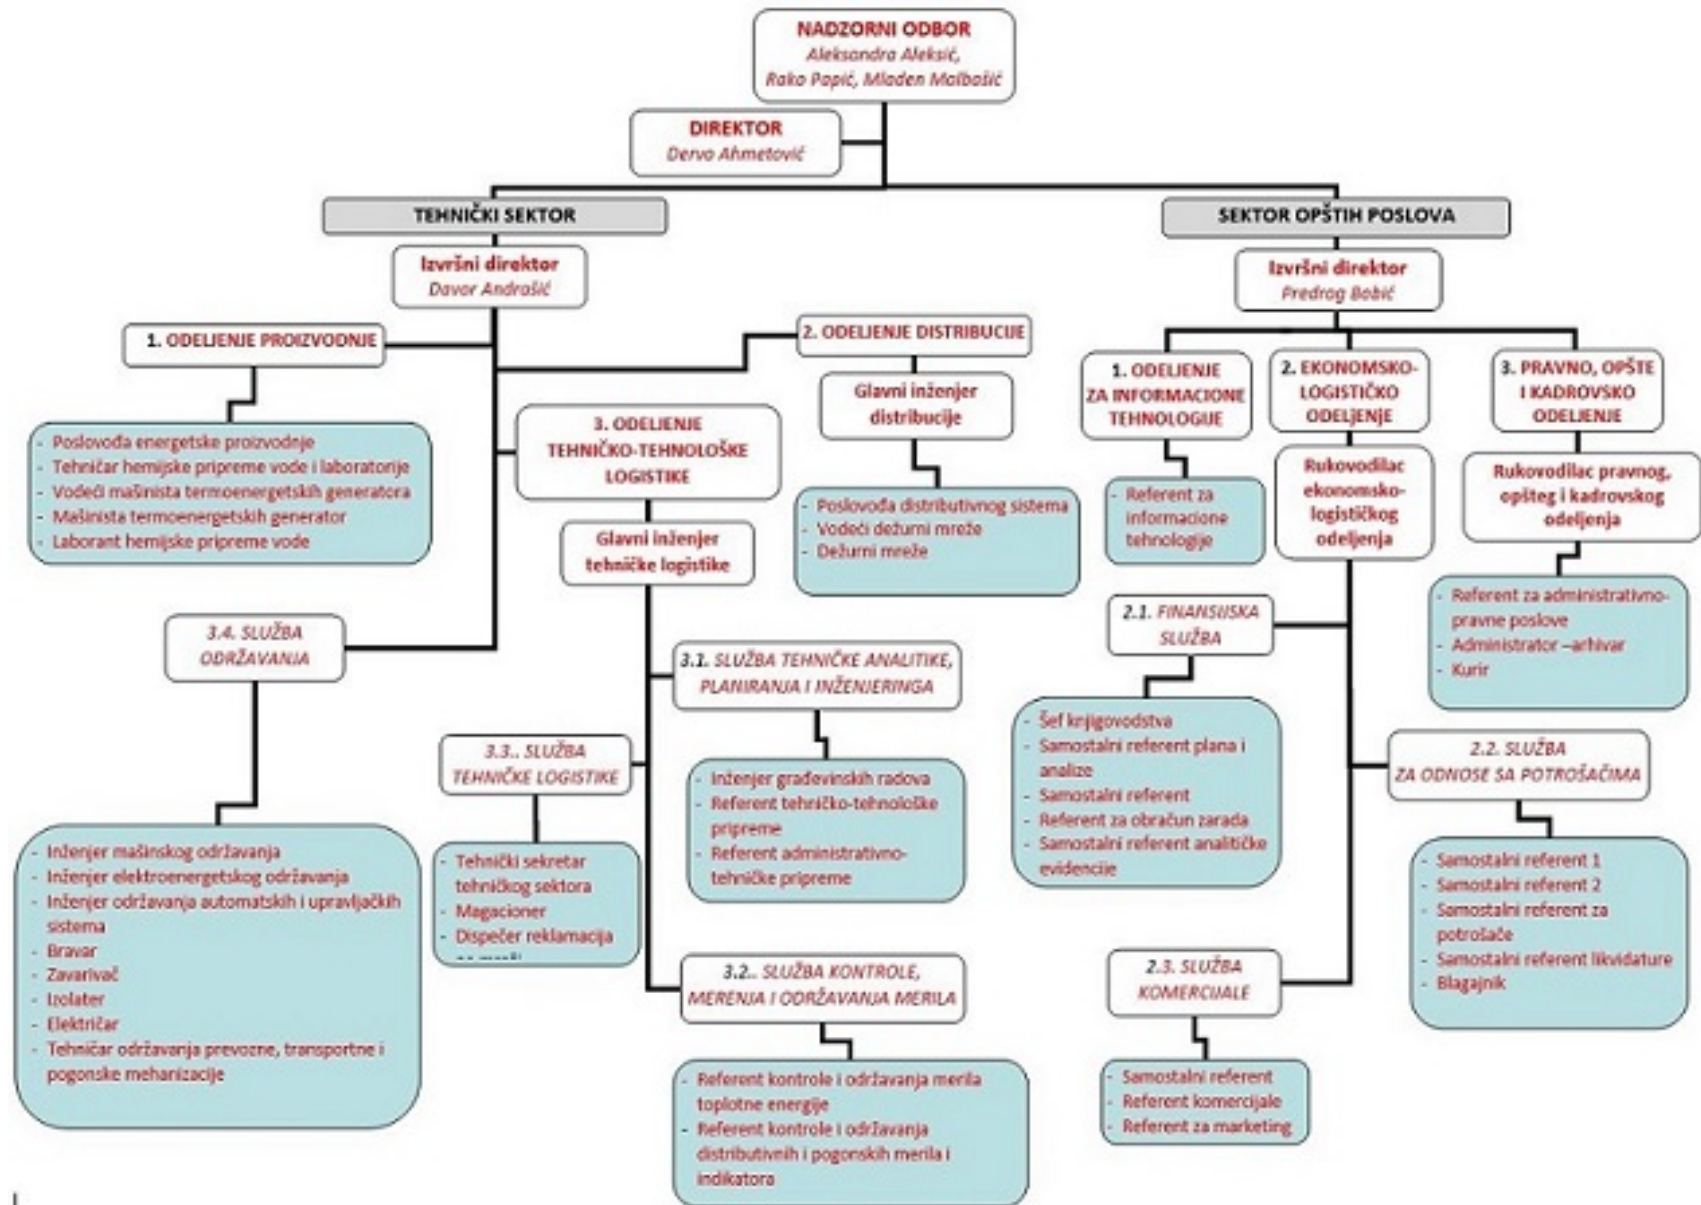 NADZORNI ODBOR
Aleksandra Aleksić,
Rako Papić, Mladen Malbašić
DIREKTOR
Dervo Ahmetović
TEHNIČKI SEKTOR
Izvršni direktor
Davor Andrašić
1. ODELJENJE PROIZVODNJE
- Poslovođa energetske proizvodnje
- Tehničar hemijske pripreme vode i laboratorije
- Vodeći mašinista termoenergetskih generatora
- Mašinista termoenergetskih generator
- Laborant hemijske pripreme vode
2. ODELJENJE DISTRIBUCIJE
Glavni inženjer
distribucije
- Poslovođa distributivnog sistema
- Vodeći dežurni mreže
- Dežurni mreže
3. ODELJENJE
TEHNIČKO-TEHNOLOŠKE
LOGISTIKE
Glavni inženjer
tehničke logistike
3.1. SLUŽBA TEHNIČKE ANALITIKE,
PLANIRANJA I INŽENJERINGA
- Inženjer građevinskih radova
- Referent tehničko-tehnološke
pripreme
- Referent administrativno-
tehničke pripreme
3.2.. SLUŽBA KONTROLE,
MERENJA I ODRŽAVANJA MERILA
- Referent kontrole i održavanja merila
toplotne energije
- Referent kontrole i održavanja
distributivnih i pogonskih merila i
indikatora
3.3.. SLUŽBA
TEHNIČKE LOGISTIKE
- Tehnički sekretar
tehničkog sektora
- Magacioner
- Dispečer reklamacija
3.4. SLUŽBA
ODRŽAVANJA
- Inženjer mašinskog održavanja
- Inženjer elektroenergetskog održavanja
- Inženjer održavanja automatskih i upravljačkih
sistema
- Bravar
- Zavarivač
- Izolater
- Električar
- Tehničar održavanja prevozne, transportne i
pogonske mehanizacije
SEKTOR OPŠTIH POSLOVA
Izvršni direktor
Predrag Babić
1. ODELJENJE
ZA INFORMACIONE
TEHNOLOGIJE
- Referent za
informacione
tehnologije
2. EKONOMSKO-
LOGISTIČKO
ODELJENJE
Rukovodilac
ekonomsko-
logističkog
odeljenja
2.1. FINANSIJSKA
SLUŽBA
- Šef knjigovodstva
- Samostalni referent plana i
analize
- Samostalni referent
- Referent za obračun zarada
- Samostalni referent analitičke
evidencije
2.2. SLUŽBA
ZA ODNOSE SA POTROŠAČIMA
- Samostalni referent 1
- Samostalni referent 2
- Samostalni referent za
potrošače
- Samostalni referent likvidature
- Blagajnik
2.3. SLUŽBA
KOMERCIJALE
- Samostalni referent
- Referent komercijale
- Referent za marketing
3. PRAVNO, OPŠTE
I KADROVSKO
ODELJENJE
Rukovodilac pravnog,
opšteg i kadrovskog
odeljenja
- Referent za administrativno-
pravne poslove
- Administrator –arhivar
- Kurir